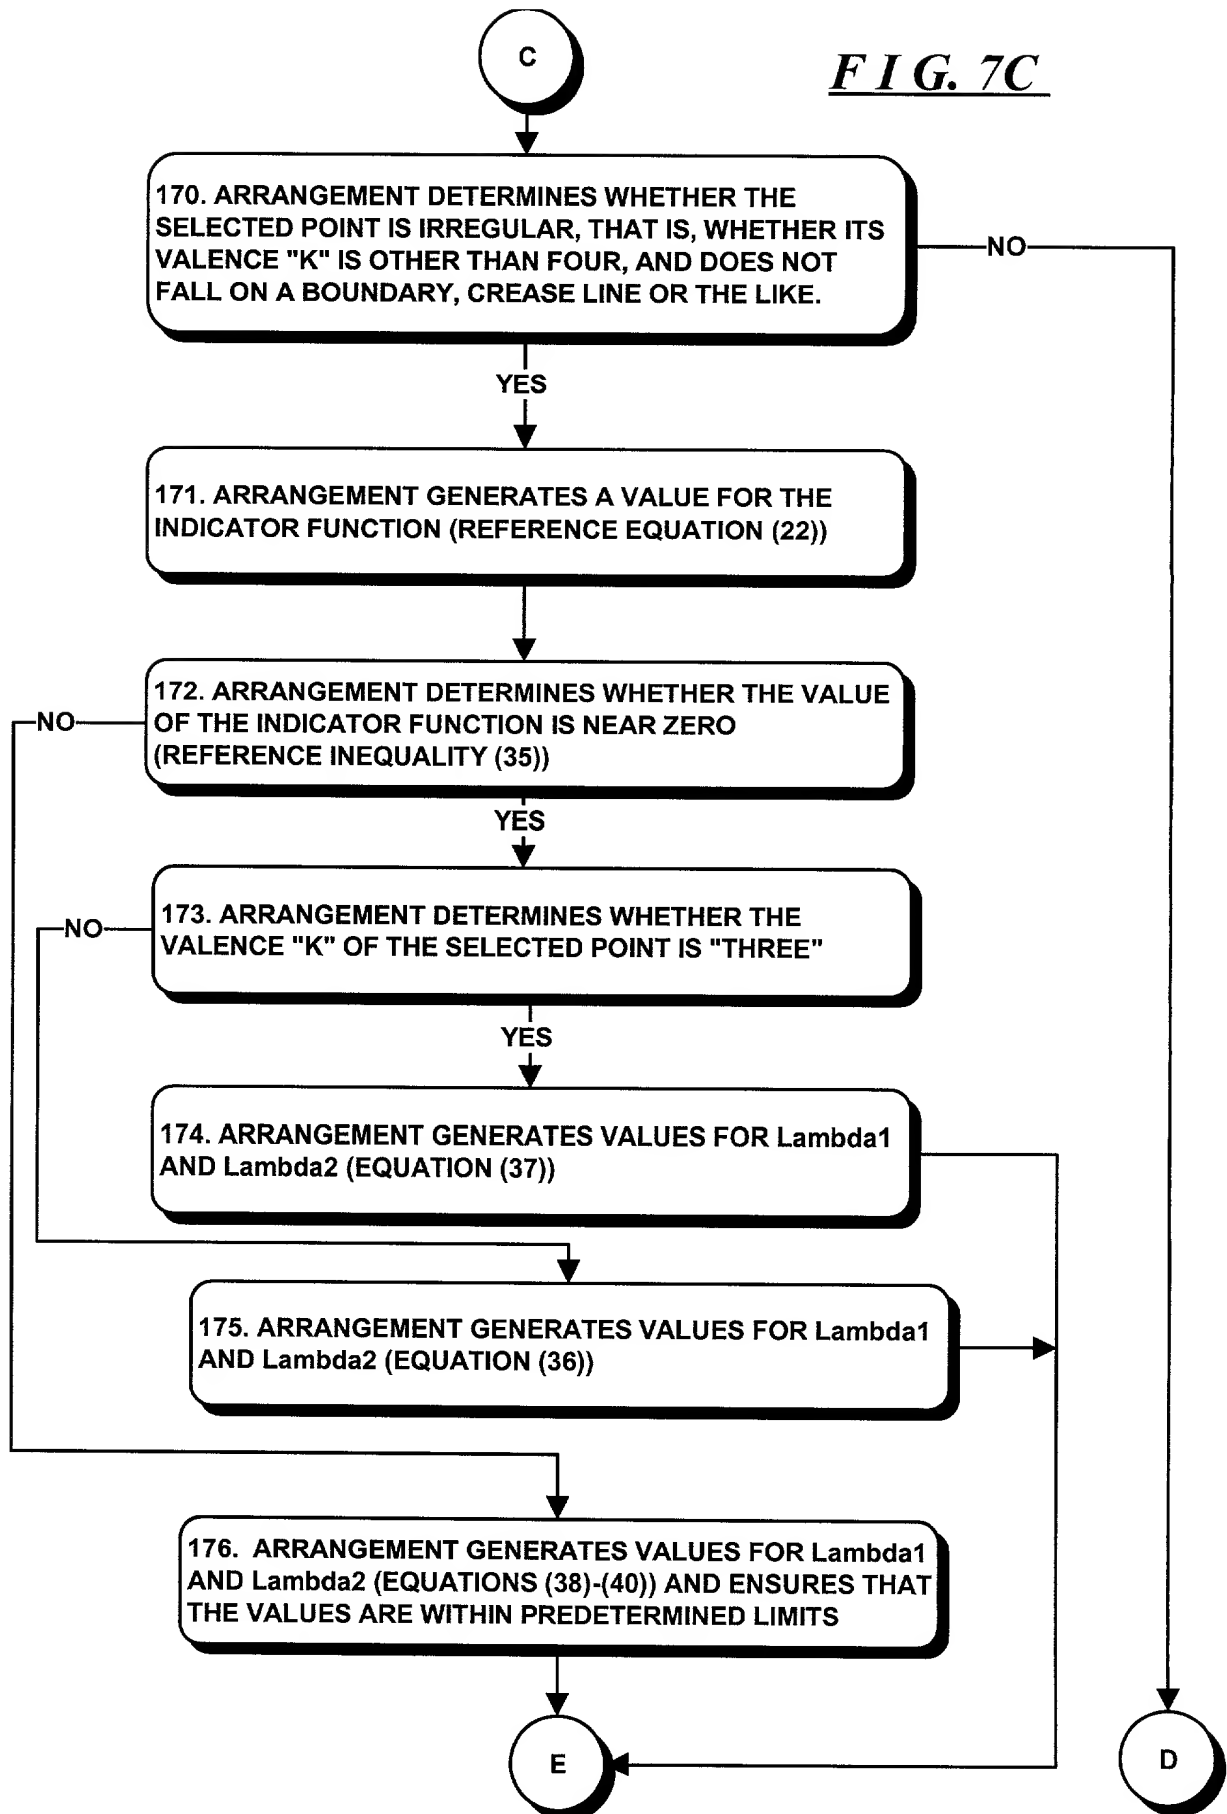 C
F I G. 7C
170. ARRANGEMENT DETERMINES WHETHER THE
SELECTED POINT IS IRREGULAR, THAT IS, WHETHER ITS
VALENCE "K" IS OTHER THAN FOUR, AND DOES NOT
FALL ON A BOUNDARY, CREASE LINE OR THE LIKE.
NO
YES
171. ARRANGEMENT GENERATES A VALUE FOR THE
INDICATOR FUNCTION (REFERENCE EQUATION (22))
172. ARRANGEMENT DETERMINES WHETHER THE VALUE
OF THE INDICATOR FUNCTION IS NEAR ZERO
(REFERENCE INEQUALITY (35))
NO
YES
173. ARRANGEMENT DETERMINES WHETHER THE
VALENCE "K" OF THE SELECTED POINT IS "THREE"
NO
YES
174. ARRANGEMENT GENERATES VALUES FOR Lambda1
AND Lambda2 (EQUATION (37))
175. ARRANGEMENT GENERATES VALUES FOR Lambda1
AND Lambda2 (EQUATION (36))
176. ARRANGEMENT GENERATES VALUES FOR Lambda1
AND Lambda2 (EQUATIONS (38)-(40)) AND ENSURES THAT
THE VALUES ARE WITHIN PREDETERMINED LIMITS
E
D